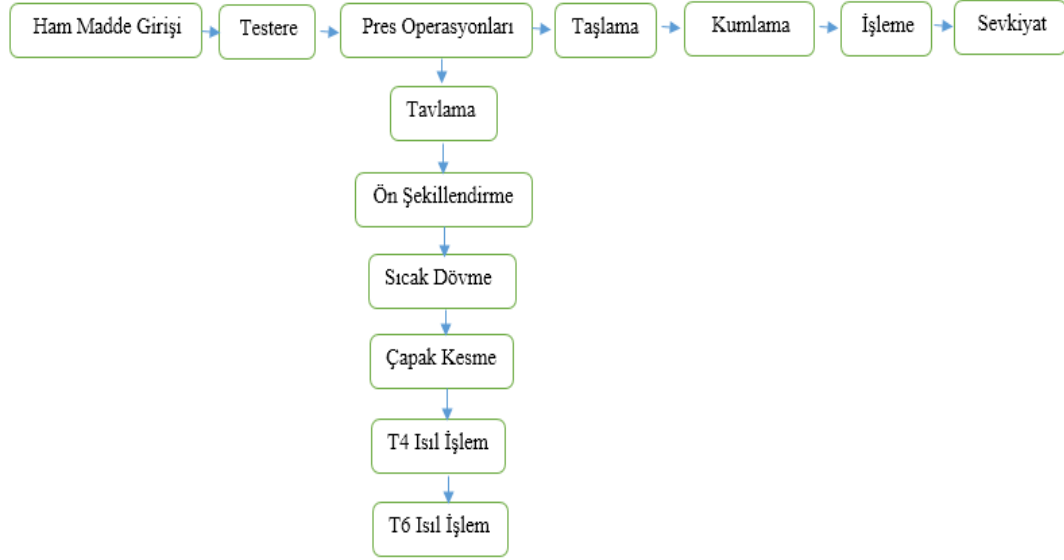 Ham Madde Girişi
Testere
Pres Operasyonları
Taşlama
Kumlama
İşleme
Sevkiyat
Tavlama
Ön Şekillendirme
Sıcak Dövme
Çapak Kesme
T4 Isıl İşlem
T6 Isıl İşlem